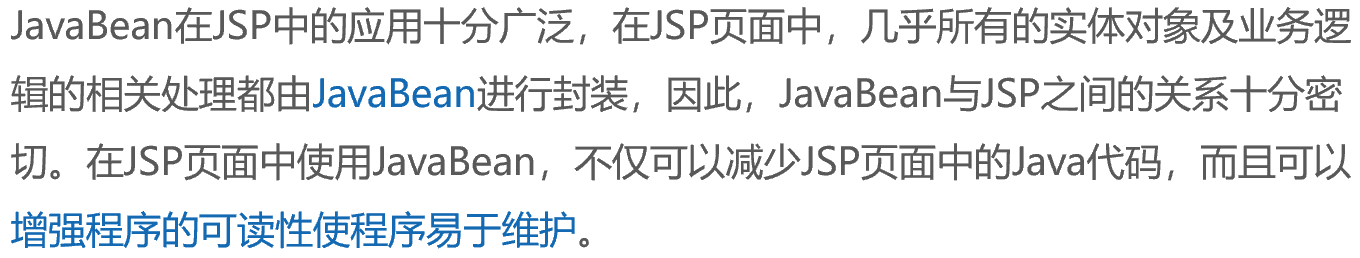 JavaBean在JSP中的应用十分广泛，在JSP页面中，几乎所有的实体对象及业务逻
辑的相关处理都由JavaBean进行封装，因此，JavaBean与JSP之间的关系十分密
切。在JSP页面中使用JavaBean，不仅可以减少JSP页面中的Java代码，而且可以
增强程序的可读性使程序易于维护。